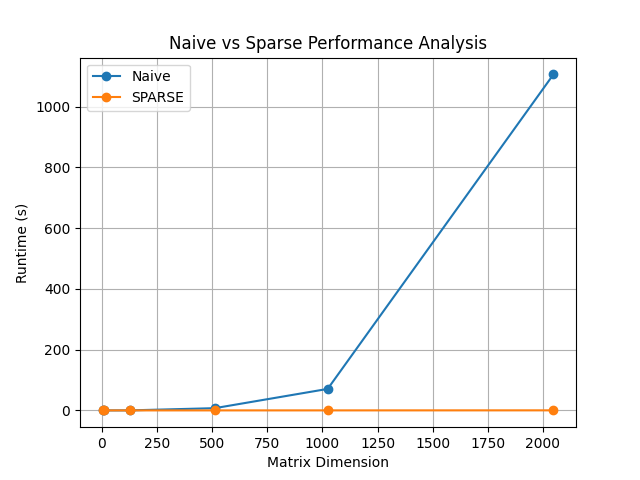 Naive vs Sparse Performance Analysis
Naive
SPARSE
1000
800
600
400
200
0
Runtime (s)
0 250 500 750 1000 1250 1500 1750 2000
Matrix Dimension